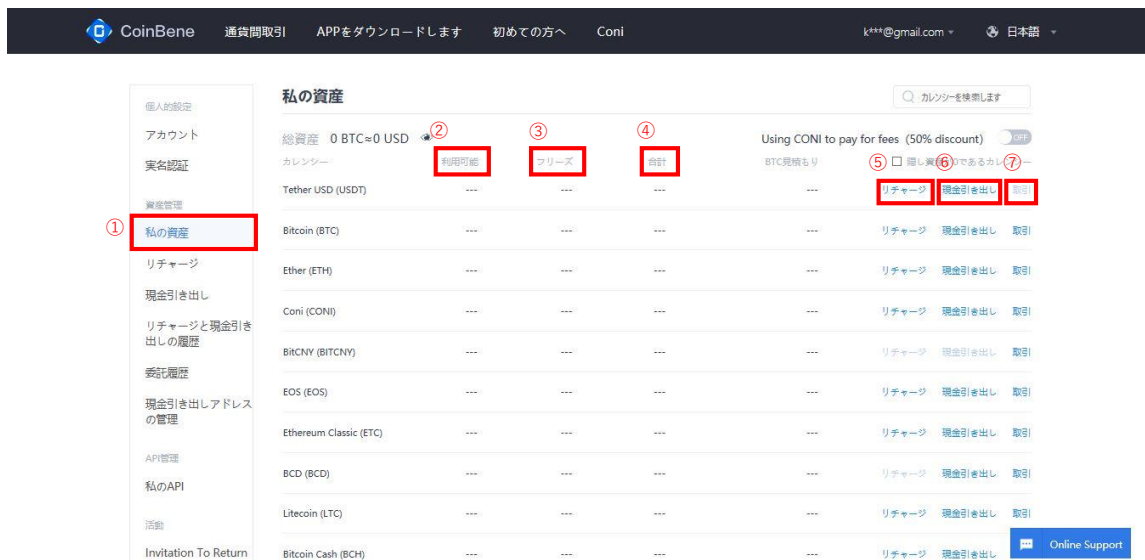 CoinBene 通貨間取引 APPをダウンロードします 初めての方へ Coni k***@gmail.com 日本語
個人的設定
アカウント
実名認証
資産管理
① 私の資産
リチャージ
現金引き出し
リチャージと現金引き
出しの履歴
委託履歴
現金引き出しアドレス
の管理
API管理
私のAPI
活動
Invitation To Return
私の資産 カレンシーを検索します
総資産 0 BTC≈0 USD ② ③ ④ Using CONI to pay for fees (50% discount) OFF
カレンシー 利用可能 フリーズ 合計 BTC見積もり ⑤ 隠し資 ⑥ 0であるカレ ⑦ ー
Tether USD (USDT) --- --- --- --- リチャージ 現金引き出し 取引
Bitcoin (BTC) --- --- --- --- リチャージ 現金引き出し 取引
Ether (ETH) --- --- --- --- リチャージ 現金引き出し 取引
Coni (CONI) --- --- --- --- リチャージ 現金引き出し 取引
BitCNY (BITCNY) --- --- --- --- リチャージ 現金引き出し 取引
EOS (EOS) --- --- --- --- リチャージ 現金引き出し 取引
Ethereum Classic (ETC) --- --- --- --- リチャージ 現金引き出し 取引
BCD (BCD) --- --- --- --- リチャージ 現金引き出し 取引
Litecoin (LTC) --- --- --- --- リチャージ 現金引き出し 取引
Bitcoin Cash (BCH) --- --- --- --- リチャージ 現金引き出し
Online Support